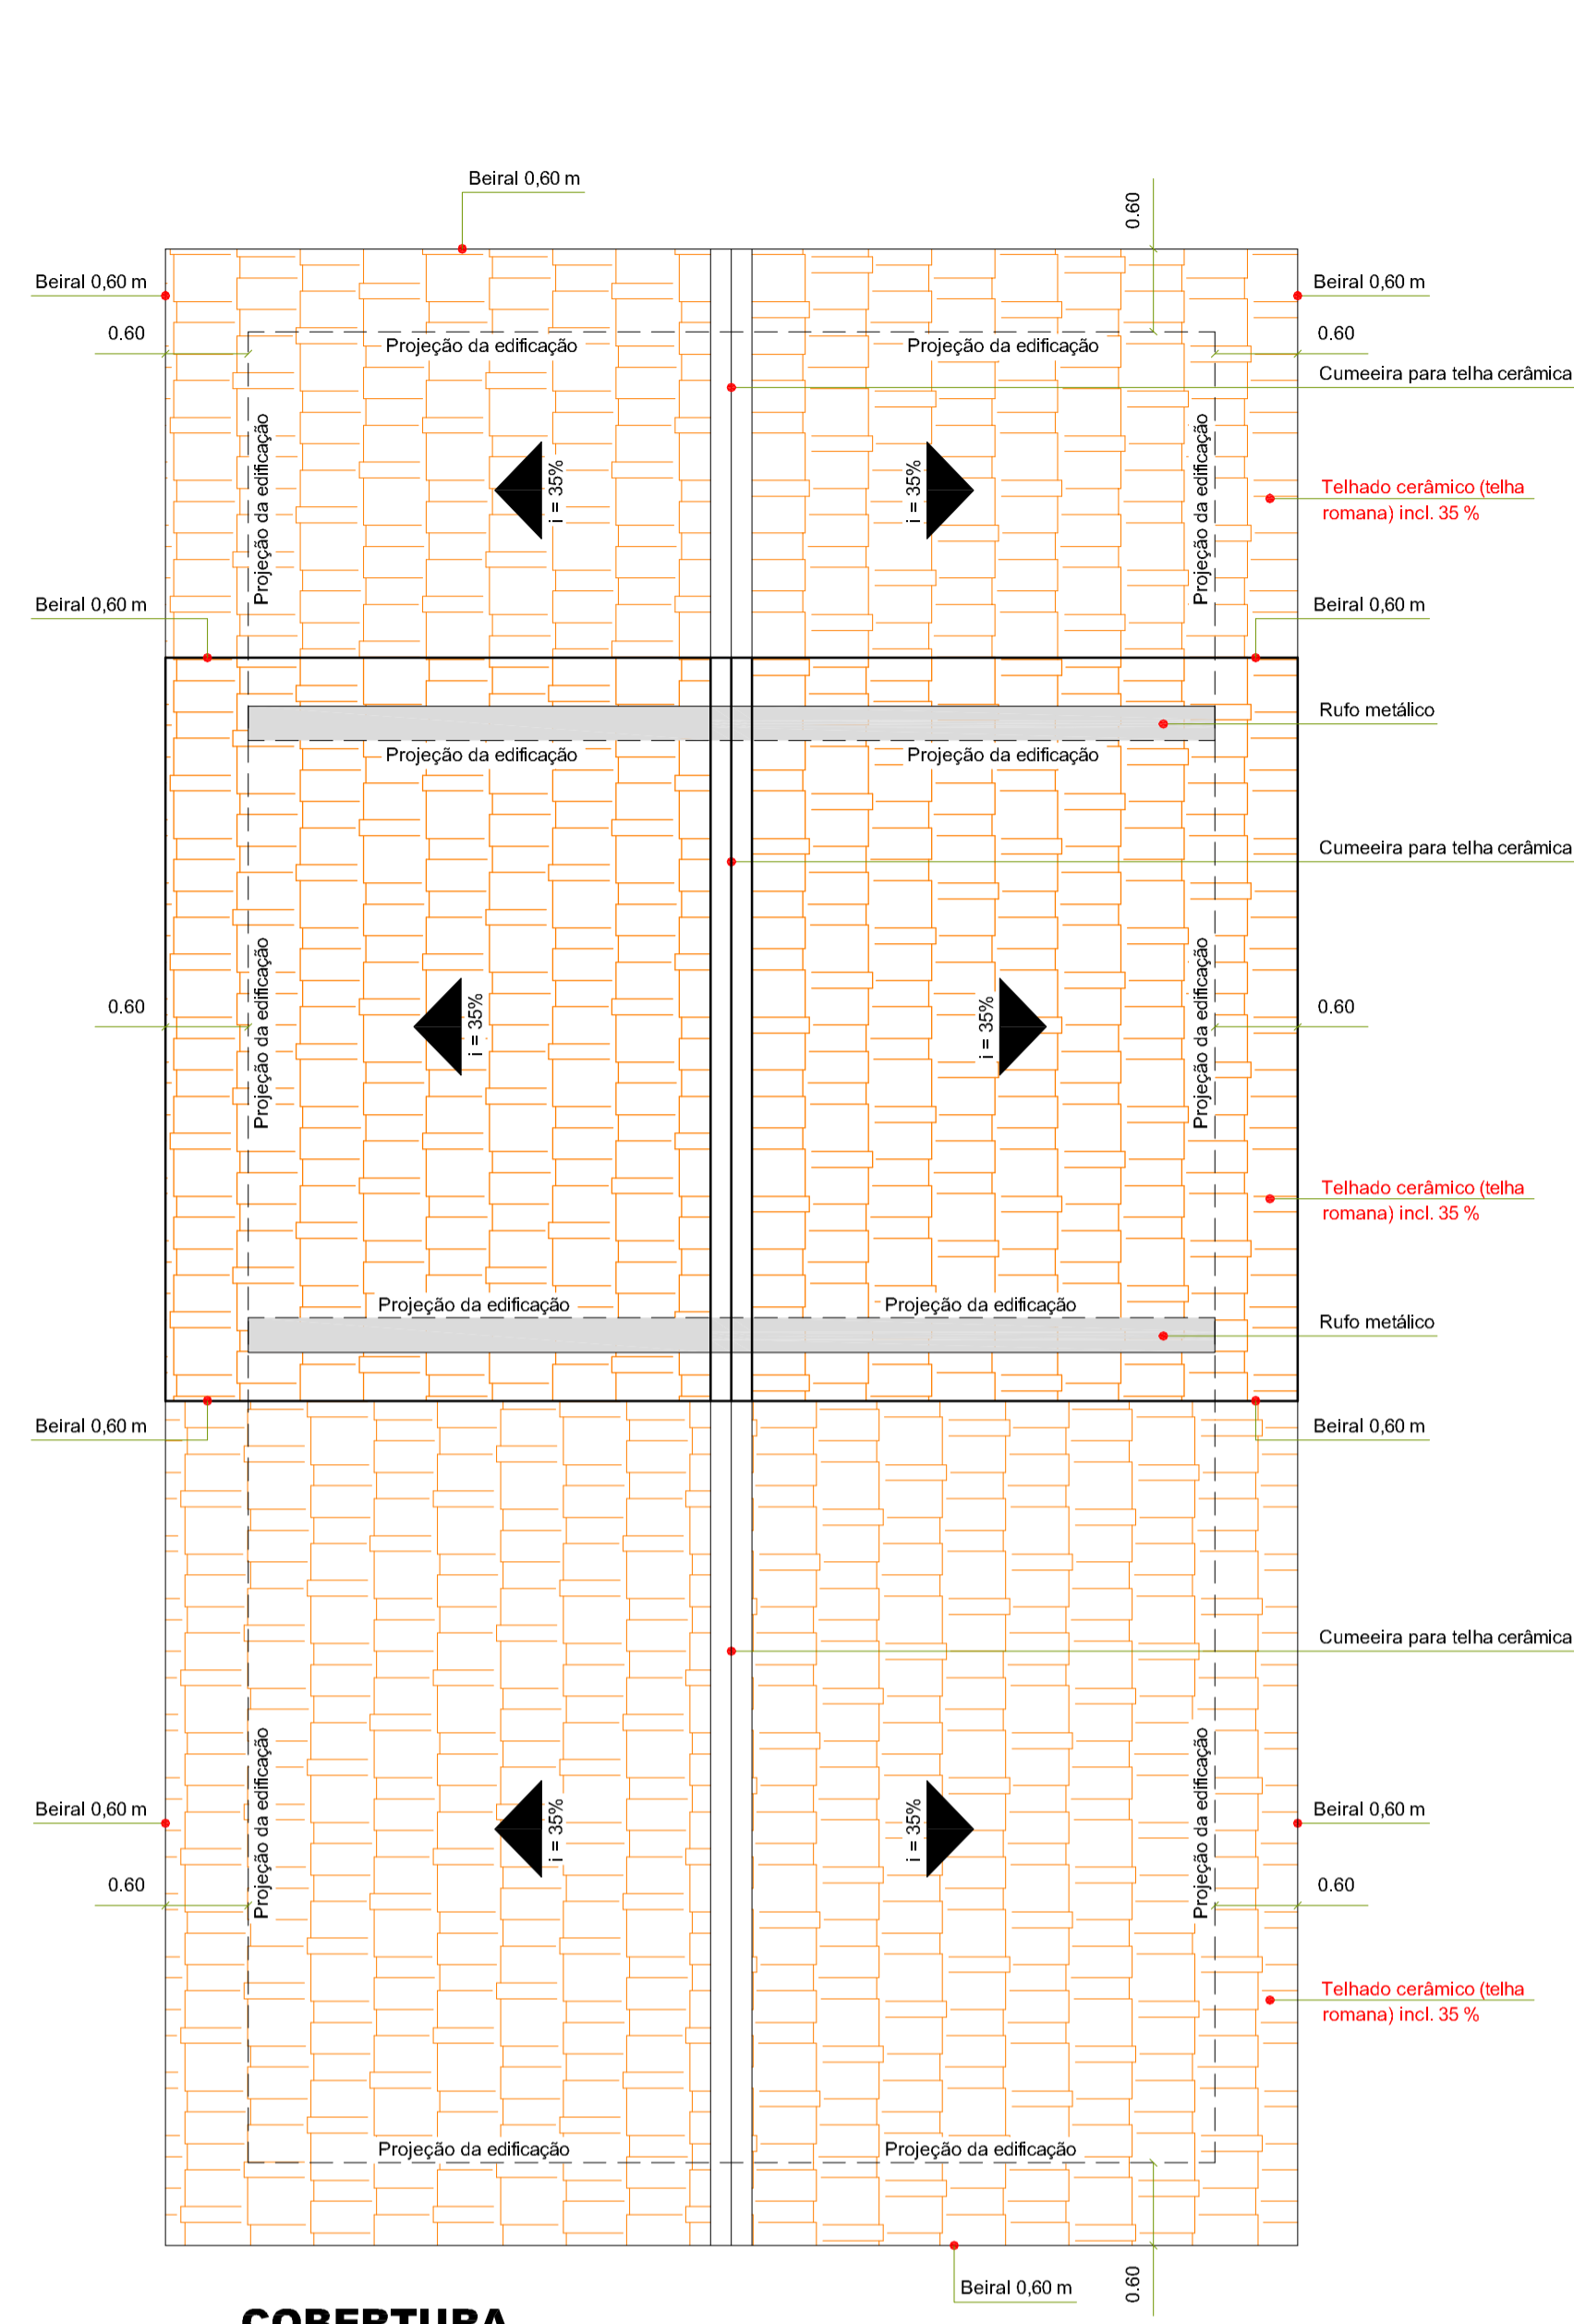 Beiral 0,60 m
0.60
Beiral 0,60 m
Beiral 0,60 m
0.60
0.60
Projeção da edificação
Projeção da edificação
Cumeeira para telha cerâmica
Projeção da edificação
i = 35%
i = 35%
Projeção da edificação
Telhado cerâmico (telha
romana) incl. 35 %
Beiral 0,60 m
Beiral 0,60 m
Rufo metálico
Projeção da edificação
Projeção da edificação
Cumeeira para telha cerâmica
0.60
Projeção da edificação
i = 35%
i = 35%
Projeção da edificação
0.60
Telhado cerâmico (telha
romana) incl. 35 %
Projeção da edificação
Projeção da edificação
Rufo metálico
Beiral 0,60 m
Beiral 0,60 m
Cumeeira para telha cerâmica
Beiral 0,60 m
Projeção da edificação
i = 35%
i = 35%
Projeção da edificação
Beiral 0,60 m
0.60
0.60
Telhado cerâmico (telha
romana) incl. 35 %
Projeção da edificação
Projeção da edificação
Beiral 0,60 m
0.60
COBERTURA